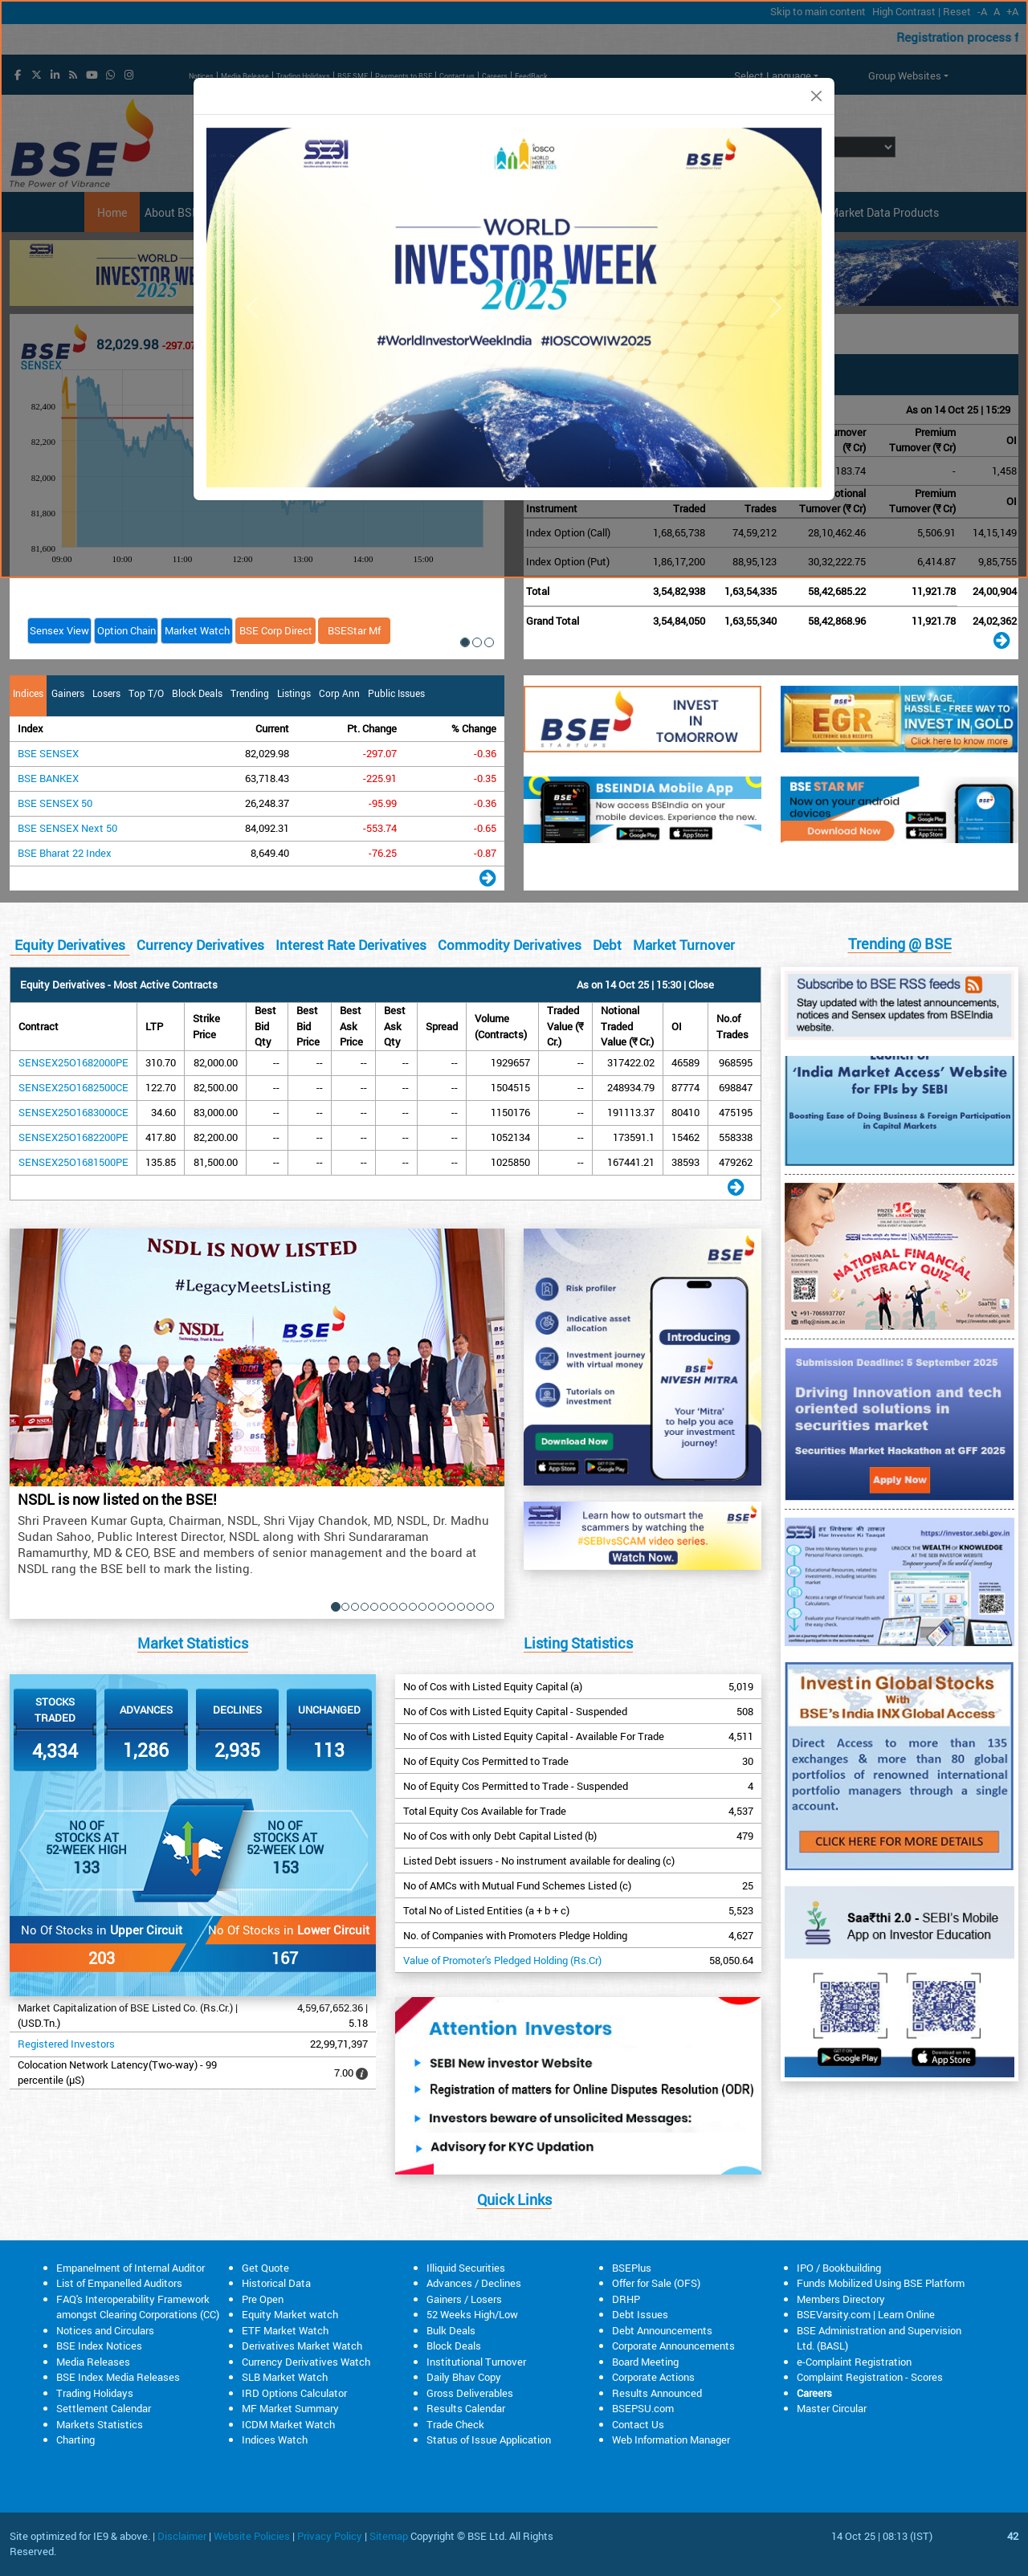 Skip to main content High Contrast | Reset -A A +A
Registration process f
Notices | Media Release | Trading Holidays | BSE SME | Payments to BSE | Contact us | Careers | FeedBack
Select Language
Group Websites
BSE
The Power of Vibrance
Home
Market Data Products
SEBI
iosco
WORLD INVESTOR WEEK 2025
BSE
WORLD
INVESTOR WEEK
2025
#WorldInvestorWeekIndia #IOSCOWIW2025
WORLD
2025
BSE
SENSEX
82,029.98
82,400
82,200
82,000
81,800
81,600
09:00 10:00 11:00 12:00 13:00 14:00 15:00
As on 14 Oct 25 | 15:29
(₹ Cr) Premium Turnover (₹ Cr) OI
183.74 - 1,458
Instrument Traded Trades Turnover (₹ Cr) Premium Turnover (₹ Cr) OI
Index Option (Call) 1,68,65,738 74,59,212 28,10,462.46 5,506.91 14,15,149
Index Option (Put) 1,86,17,200 88,95,123 30,32,222.75 6,414.87 9,85,755
Total 3,54,82,938 1,63,54,335 58,42,685.22 11,921.78 24,00,904
Grand Total 3,54,84,050 1,63,55,340 58,42,868.96 11,921.78 24,02,362
Sensex View Option Chain Market Watch BSE Corp Direct BSEStar Mf
Indices Gainers Losers Top T/O Block Deals Trending Listings Corp Ann Public Issues
Index Current Pt. Change % Change
BSE SENSEX 82,029.98 -297.07 -0.36
BSE BANKEX 63,718.43 -225.91 -0.35
BSE SENSEX 50 26,248.37 -95.99 -0.36
BSE SENSEX Next 50 84,092.31 -553.74 -0.65
BSE Bharat 22 Index 8,649.40 -76.25 -0.87
BSE
STARTUPS
INVEST
IN
TOMORROW
BSE
EGR
ELECTRONIC GOLD RECEIPTS
NEW AGE,
HASSLE - FREE WAY TO
INVEST IN GOLD
Click here to know more
BSEINDIA Mobile App
Now access BSEIndia on your
mobile devices. Experience the new.
Google Play App Store
BSE STAR MF
Now on your android
devices
Download Now
Google Play
App Store
Equity Derivatives Currency Derivatives Interest Rate Derivatives Commodity Derivatives Debt Market Turnover
Equity Derivatives - Most Active Contracts As on 14 Oct 25 | 15:30 | Close
Contract LTP Strike Price Best Bid Qty Best Bid Price Best Ask Price Best Ask Qty Spread Volume (Contracts) Traded Value (₹ Cr.) Notional Traded Value (₹ Cr.) OI No.of Trades
SENSEX25O1682000PE 310.70 82,000.00 -- -- -- -- -- 1929657 -- 317422.02 46589 968595
SENSEX25O1682500CE 122.70 82,500.00 -- -- -- -- -- 1504515 -- 248934.79 87774 698847
SENSEX25O1683000CE 34.60 83,000.00 -- -- -- -- -- 1150176 -- 191113.37 80410 475195
SENSEX25O1682200PE 417.80 82,200.00 -- -- -- -- -- 1052134 -- 173591.1 15462 558338
SENSEX25O1681500PE 135.85 81,500.00 -- -- -- -- -- 1025850 -- 167441.21 38593 479262
Trending @ BSE
Subscribe to BSE RSS feeds
Stay updated with the latest announcements,
notices and Sensex updates from BSEIndia
website.
Launch of
'India Market Access' Website
for FPIs by SEBI
Boosting Ease of Doing Business & Foreign Participation
in Capital Markets
NATIONAL FINANCIAL
LITERACY QUIZ
+91-7069937707
nflq@nism.ac.in
Submission Deadline: 5 September 2025
Driving Innovation and tech
oriented solutions in
securities market
Securities Market Hackathon at GFF 2025
Apply Now
https://investor.sebi.gov.in
UNLOCK the WEALTH of KNOWLEDGE
AT THE SEBI INVESTOR WEBSITE
Invest in Global Stocks
With
BSE's India INX Global Access
Direct Access to more than 135
exchanges & more than 80 global
portfolios of renowned international
portfolio managers through a single
account.
CLICK HERE FOR MORE DETAILS
Saa₹thi 2.0 - SEBI's Mobile
App on Investor Education
Google Play
App Store
NSDL IS NOW LISTED
#LegacyMeetsListing
NSDL
BSE
NSDL is now listed on the BSE!
Shri Praveen Kumar Gupta, Chairman, NSDL, Shri Vijay Chandok, MD, NSDL, Dr. Madhu
Sudan Sahoo, Public Interest Director, NSDL along with Shri Sundararaman
Ramamurthy, MD & CEO, BSE and members of senior management and the board at
NSDL rang the BSE bell to mark the listing.
BSE
Risk profiler
Indicative asset
allocation
Investment journey
with virtual money
Tutorials on
investment
Download Now
App Store Google Play
Introducing
BSE
NIVESH MITRA
Your 'Mitra'
to help you ace
your investment
journey!
Learn how to outsmart the
scammers by watching the
#SEBIvsSCAM video series.
Watch Now.
BSE
Market Statistics
STOCKS TRADED 4,334
ADVANCES 1,286
DECLINES 2,935
UNCHANGED 113
NO OF STOCKS AT 52-WEEK HIGH 133
NO OF STOCKS AT 52-WEEK LOW 153
No Of Stocks in Upper Circuit No Of Stocks in Lower Circuit
203 167
Market Capitalization of BSE Listed Co. (Rs.Cr.) | (USD.Tn.) 4,59,67,652.36 | 5.18
Registered Investors 22,99,71,397
Colocation Network Latency(Two-way) - 99 percentile (µS) 7.00
Listing Statistics
No of Cos with Listed Equity Capital (a) 5,019
No of Cos with Listed Equity Capital - Suspended 508
No of Cos with Listed Equity Capital - Available For Trade 4,511
No of Equity Cos Permitted to Trade 30
No of Equity Cos Permitted to Trade - Suspended 4
Total Equity Cos Available for Trade 4,537
No of Cos with only Debt Capital Listed (b) 479
Listed Debt issuers - No instrument available for dealing (c)
No of AMCs with Mutual Fund Schemes Listed (c) 25
Total No of Listed Entities (a + b + c) 5,523
No. of Companies with Promoters Pledge Holding 4,627
Value of Promoter's Pledged Holding (Rs.Cr) 58,050.64
Attention Investors
SEBI New investor Website
Registration of matters for Online Disputes Resolution (ODR)
Investors beware of unsolicited Messages:
Advisory for KYC Updation
Quick Links
Empanelment of Internal Auditor
List of Empanelled Auditors
FAQ's Interoperability Framework
amongst Clearing Corporations (CC)
Notices and Circulars
BSE Index Notices
Media Releases
BSE Index Media Releases
Trading Holidays
Settlement Calendar
Markets Statistics
Charting
Get Quote
Historical Data
Pre Open
Equity Market watch
ETF Market Watch
Derivatives Market Watch
Currency Derivatives Watch
SLB Market Watch
IRD Options Calculator
MF Market Summary
ICDM Market Watch
Indices Watch
Illiquid Securities
Advances / Declines
Gainers / Losers
52 Weeks High/Low
Bulk Deals
Block Deals
Institutional Turnover
Daily Bhav Copy
Gross Deliverables
Results Calendar
Trade Check
Status of Issue Application
BSEPlus
Offer for Sale (OFS)
DRHP
Debt Issues
Debt Announcements
Corporate Announcements
Board Meeting
Corporate Actions
Results Announced
BSEPSU.com
Contact Us
Web Information Manager
IPO / Bookbuilding
Funds Mobilized Using BSE Platform
Members Directory
BSEVarsity.com | Learn Online
BSE Administration and Supervision
Ltd. (BASL)
e-Complaint Registration
Complaint Registration - Scores
Careers
Master Circular
Site optimized for IE9 & above. | Disclaimer | Website Policies | Privacy Policy | Sitemap Copyright © BSE Ltd. All Rights
Reserved.
14 Oct 25 | 08:13 (IST) 42